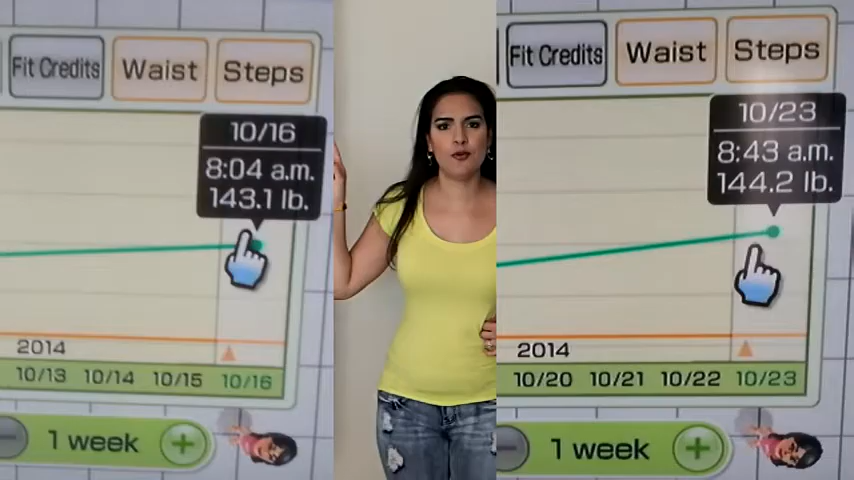 Fit Credits
Waist
Steps
10/16
8:04 a.m.
143.1 lb.
2014
10/13 10/14 10/15 10/16
1 week
Fit Credits
Waist
Steps
10/23
8:43 a.m.
144.2 lb.
2014
10/20 10/21 10/22 10/23
1 week